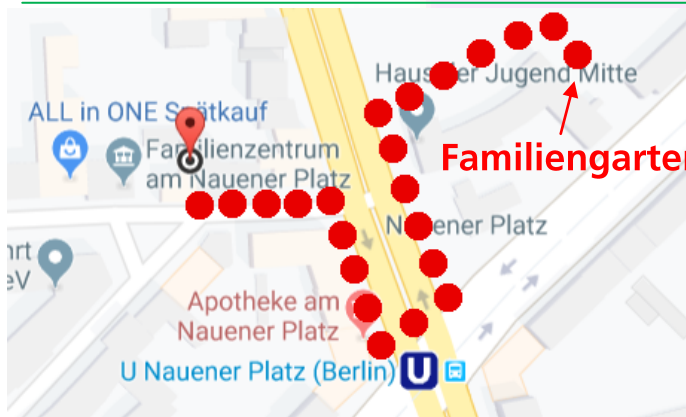 Haus der Jugend Mitte
ALL in ONE Spätkauf
Familienzentrum
am Nauener Platz
Familiengarten
Nauener Platz
Apotheke am
Nauener Platz
U Nauener Platz (Berlin)
U